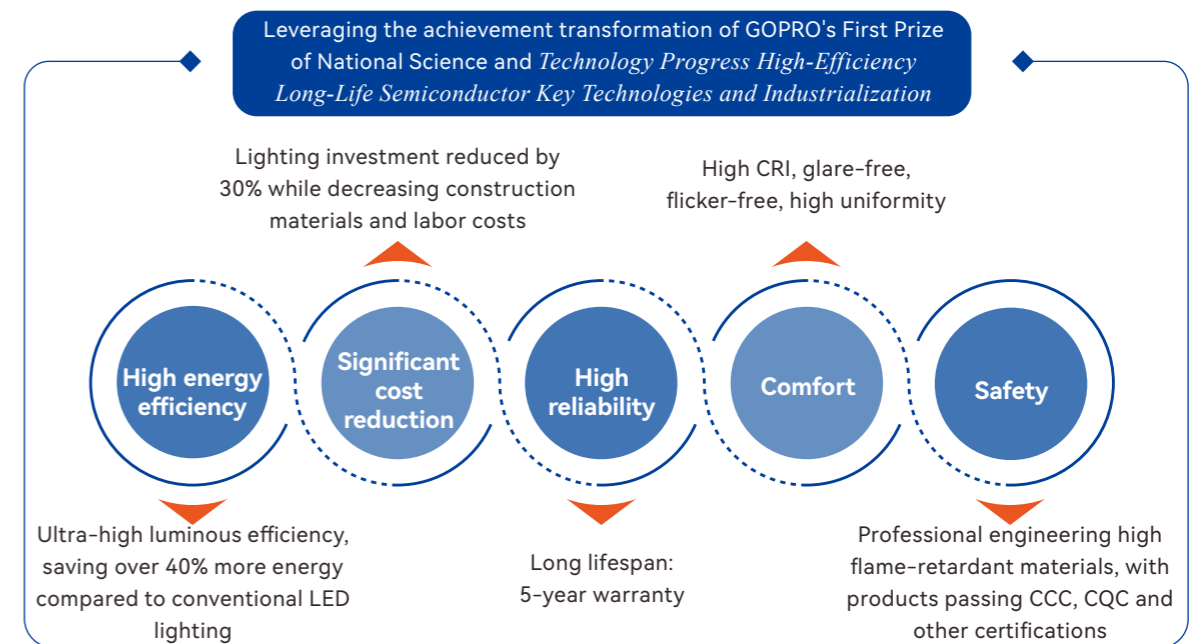 Leveraging the achievement transformation of GOPRO's First Prize
of National Science and Technology Progress High-Efficiency
Long-Life Semiconductor Key Technologies and Industrialization
Lighting investment reduced by
30% while decreasing construction
materials and labor costs
High CRI, glare-free,
flicker-free, high uniformity
High energy
efficiency
Significant
cost
reduction
High
reliability
Comfort
Safety
Ultra-high luminous efficiency,
saving over 40% more energy
compared to conventional LED
lighting
Long lifespan:
5-year warranty
Professional engineering high
flame-retardant materials, with
products passing CCC, CQC and
other certifications